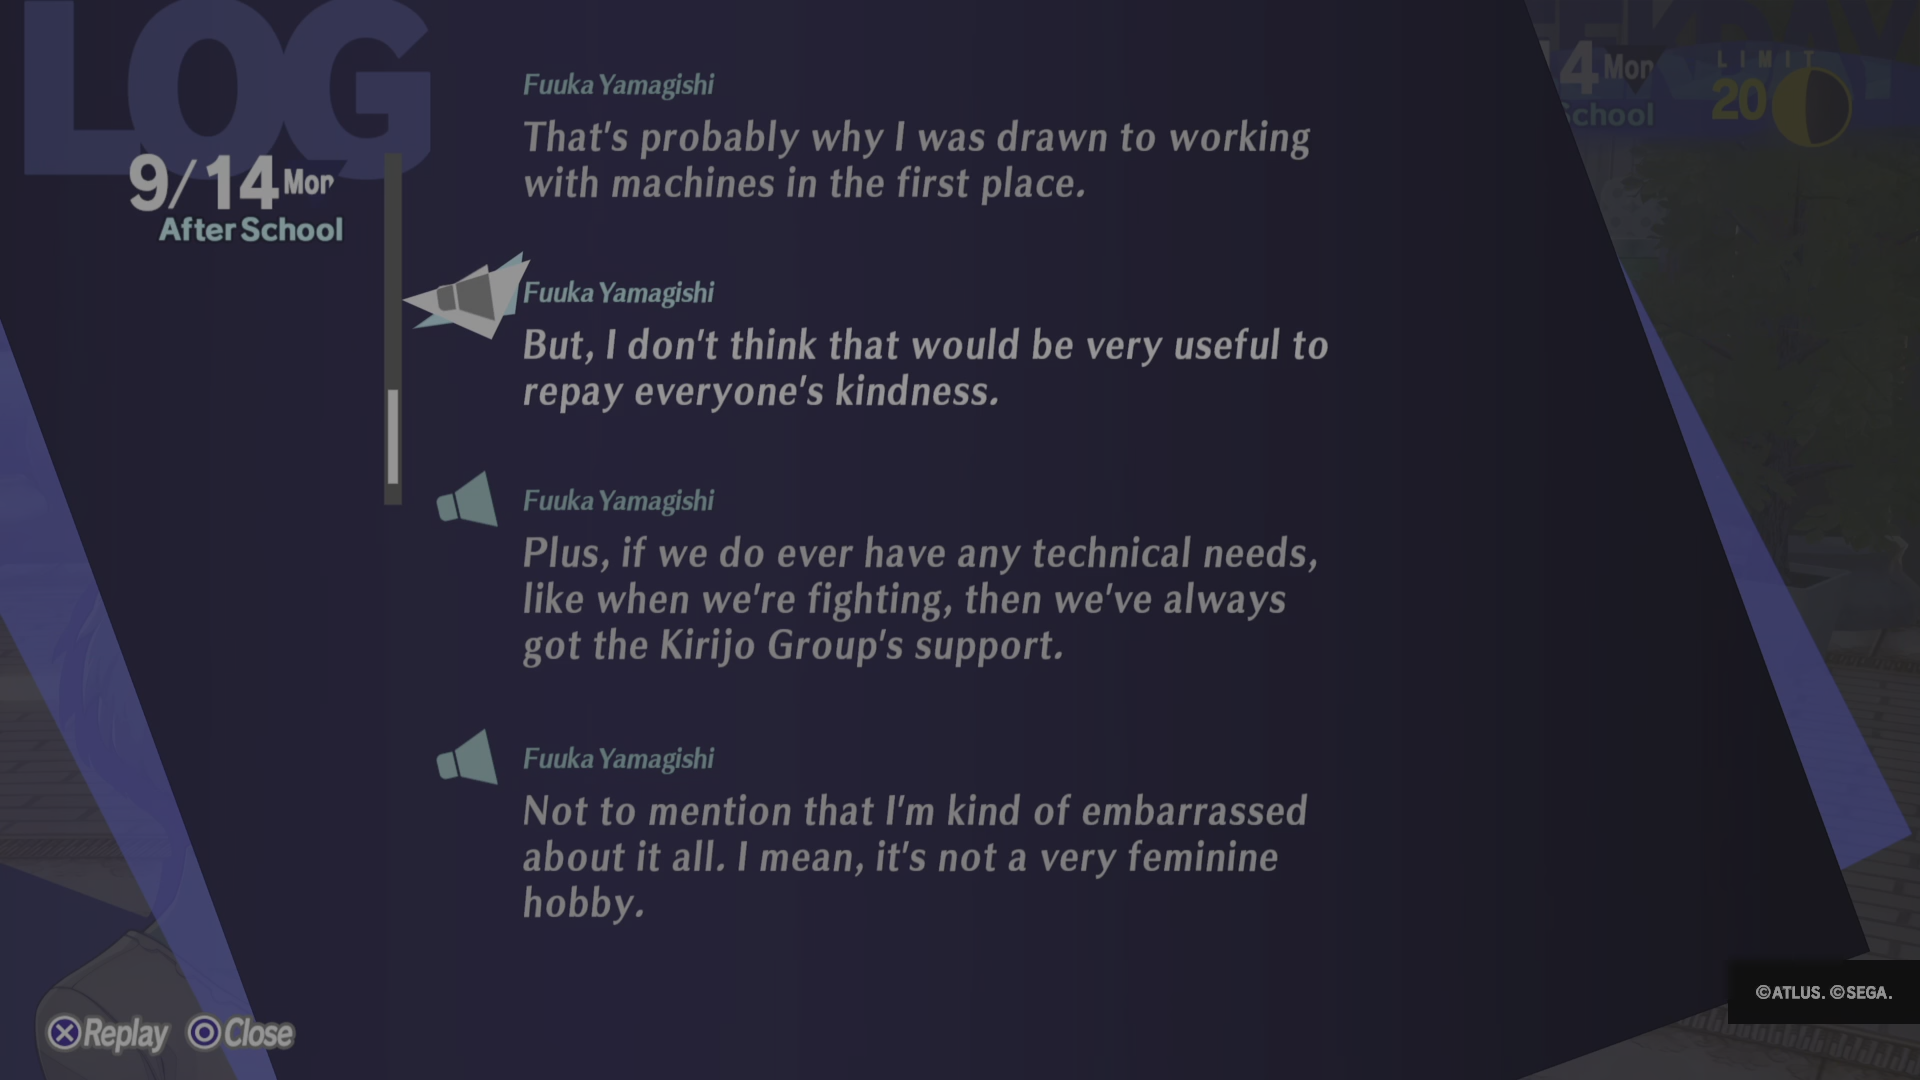 LOG
9/14 Mon
After School
Fuuka Yamagishi
That's probably why I was drawn to working
with machines in the first place.
Fuuka Yamagishi
But, I don't think that would be very useful to
repay everyone's kindness.
Fuuka Yamagishi
Plus, if we do ever have any technical needs,
like when we're fighting, then we've always
got the Kirijo Group's support.
Fuuka Yamagishi
Not to mention that I'm kind of embarrassed
about it all. I mean, it's not a very feminine
hobby.
4 Mon
School
LIMIT
20
Replay Close
©ATLUS. ©SEGA.